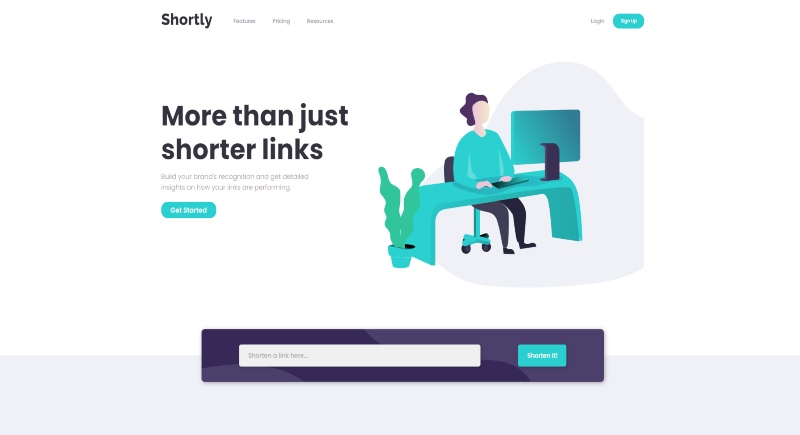 Shortly
Features
Pricing
Resources
Login
Sign Up
More than just
shorter links
Build your brand's recognition and get detailed
insights on how your links are performing.
Get Started
Shorten a link here...
Shorten It!